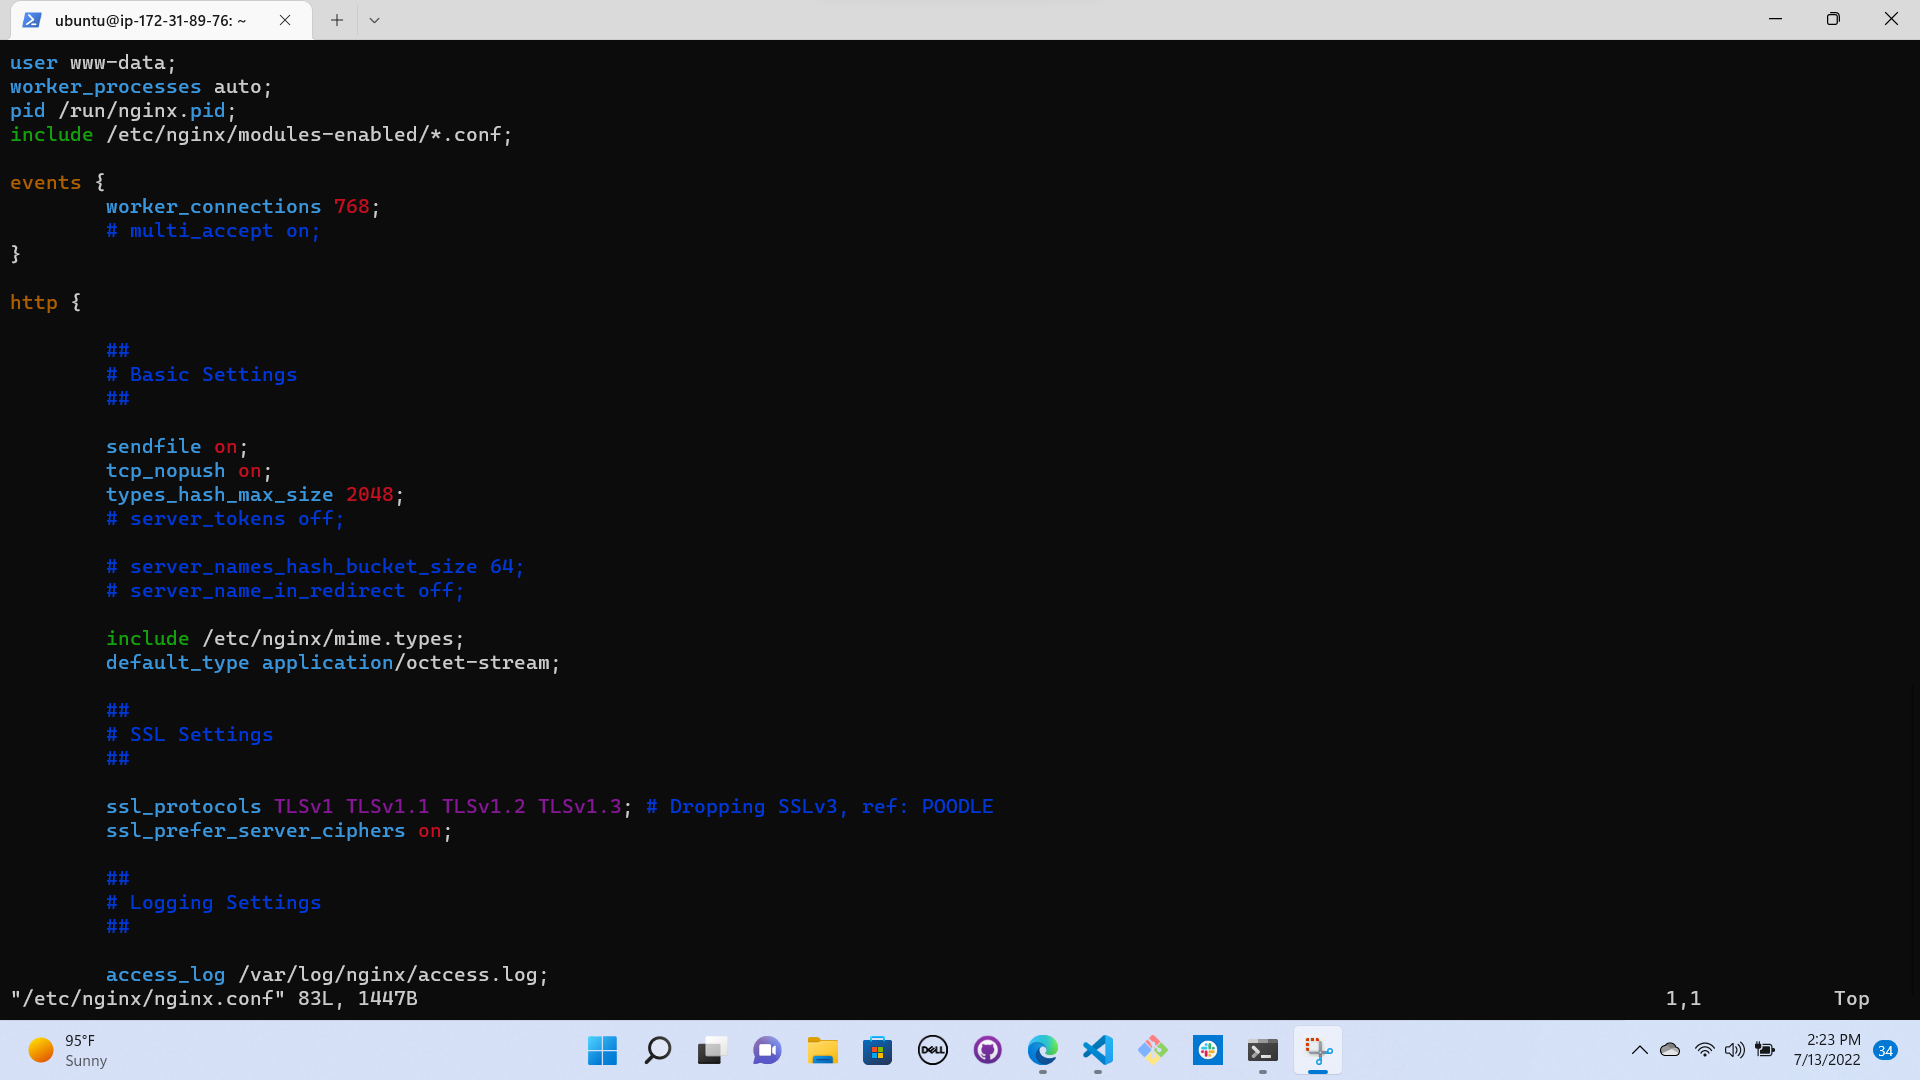 ubuntu@ip-172-31-89-76: ~
user www-data;
worker_processes auto;
pid /run/nginx.pid;
include /etc/nginx/modules-enabled/*.conf;

events {
        worker_connections 768;
        # multi_accept on;
}

http {

        ##
        # Basic Settings
        ##

        sendfile on;
        tcp_nopush on;
        types_hash_max_size 2048;
        # server_tokens off;

        # server_names_hash_bucket_size 64;
        # server_name_in_redirect off;

        include /etc/nginx/mime.types;
        default_type application/octet-stream;

        ##
        # SSL Settings
        ##

        ssl_protocols TLSv1 TLSv1.1 TLSv1.2 TLSv1.3; # Dropping SSLv3, ref: POODLE
        ssl_prefer_server_ciphers on;

        ##
        # Logging Settings
        ##

        access_log /var/log/nginx/access.log;
"/etc/nginx/nginx.conf" 83L, 1447B 1,1 Top
95°F
Sunny
DELL
2:23 PM
7/13/2022
34